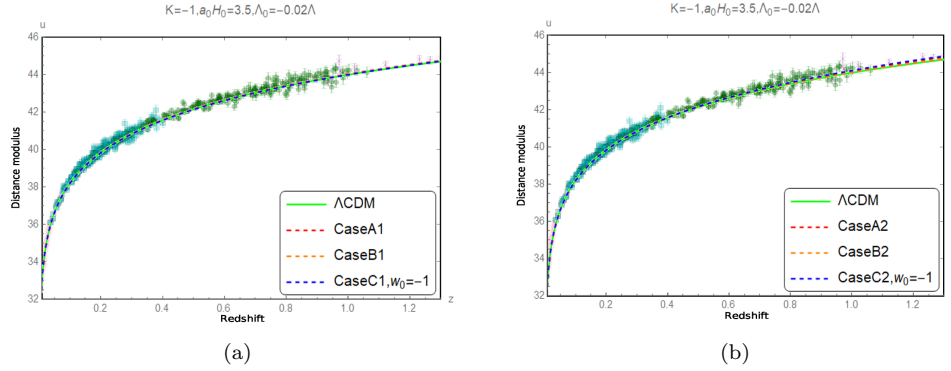 K=−1,a₀H₀=3.5,Λ₀=−0.02Λ
u
46
44
42
40
38
36
34
32
Distance modulus
ΛCDM
CaseA1
CaseB1
CaseC1,w₀=−1
0.2
0.4
0.6
0.8
1.0
1.2
z
Redshift
(a)
K=−1,a₀H₀=3.5,Λ₀=−0.02Λ
u
46
44
42
40
38
36
34
32
Distance modulus
ΛCDM
CaseA2
CaseB2
CaseC2,w₀=−1
0.2
0.4
0.6
0.8
1.0
1.2
Redshift
(b)